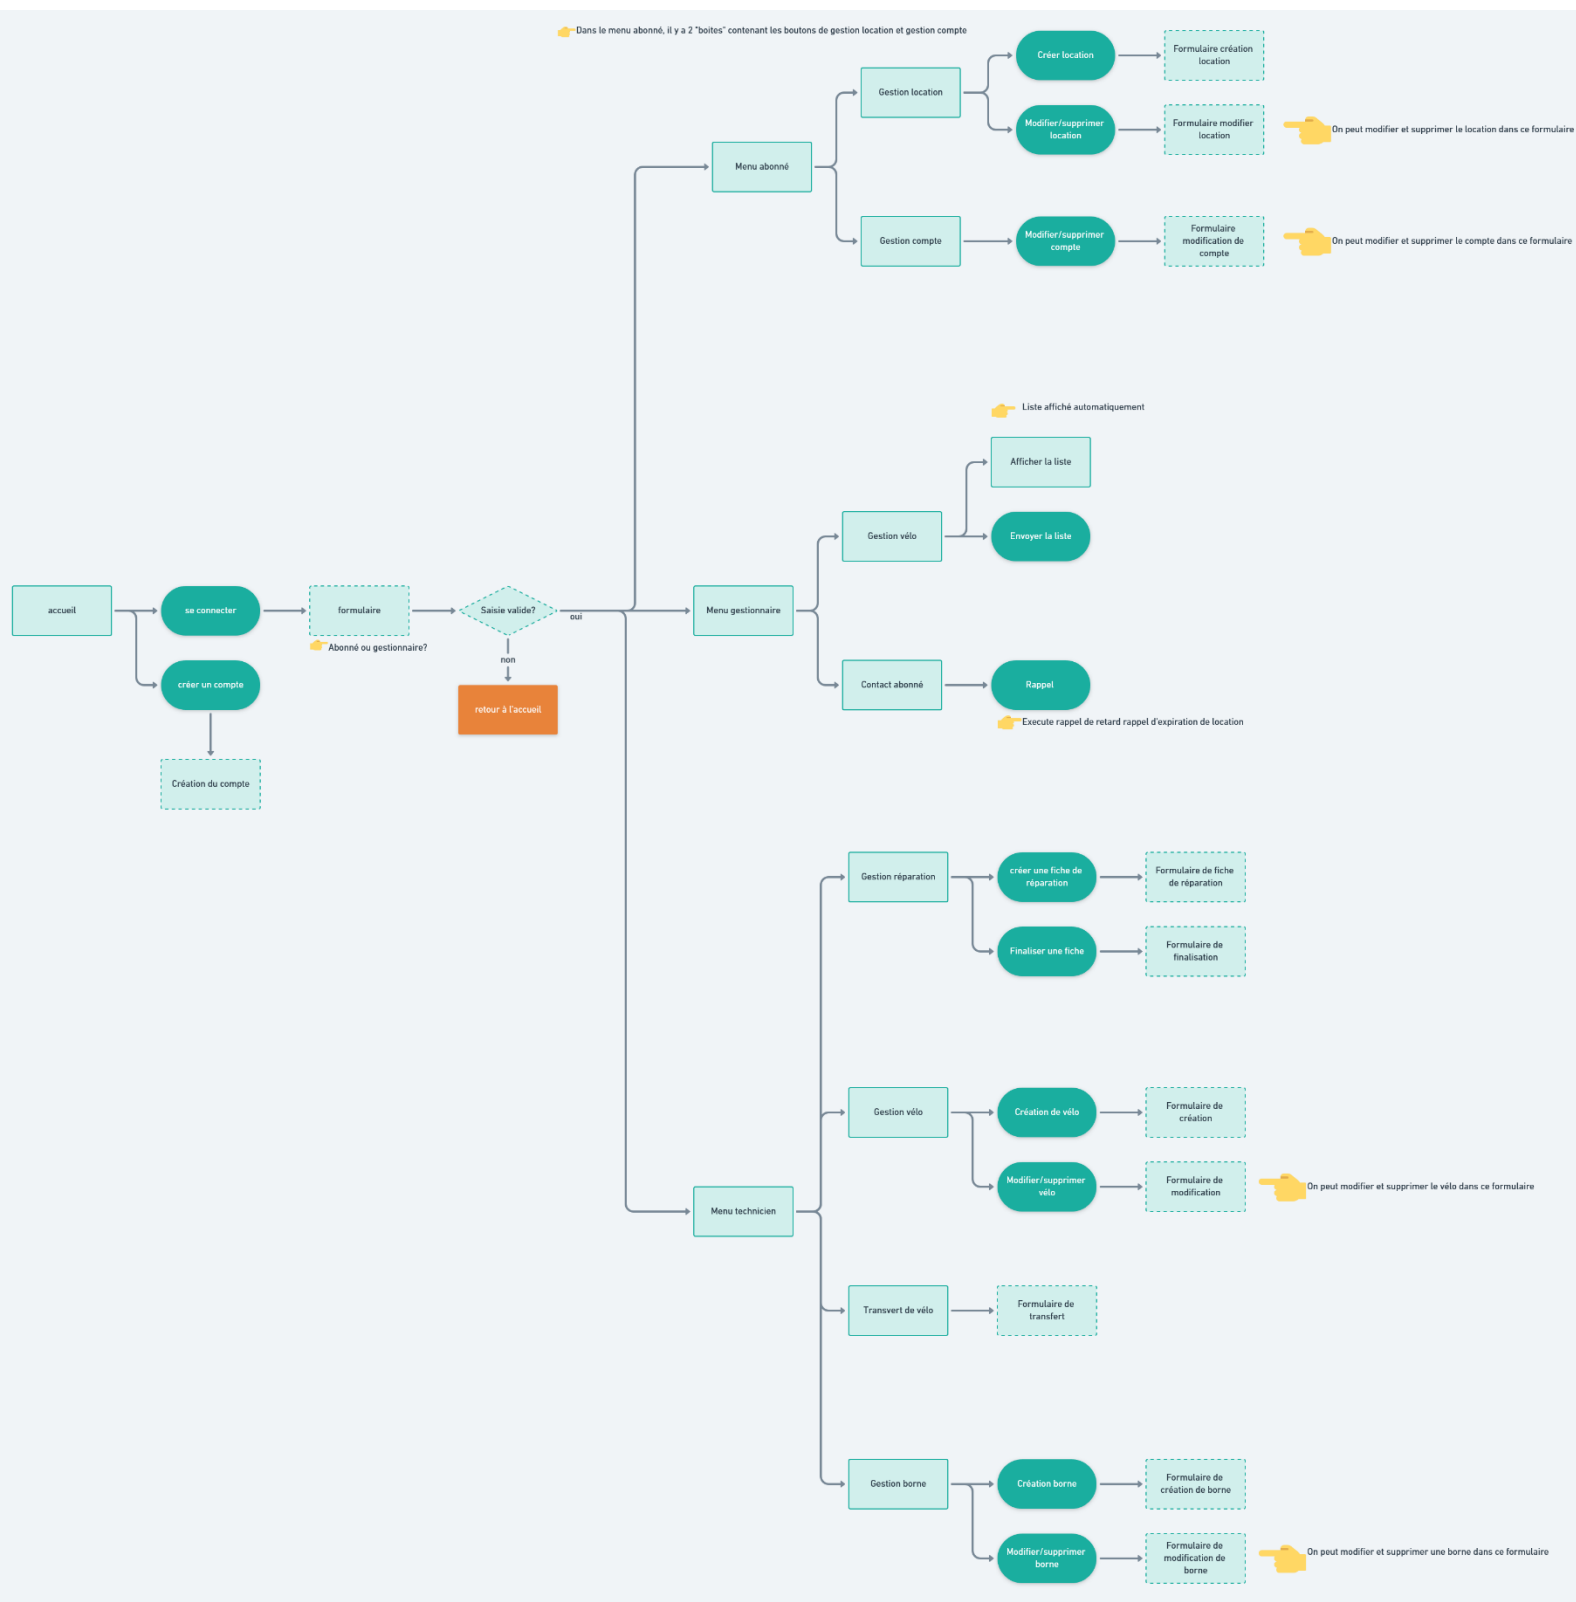 Dans le menu abonné, il y a 2 "boites" contenant les boutons de gestion location et gestion compte
Créer location
Formulaire création
location
Gestion location
Modifier/supprimer
location
Formulaire modifier
location
On peut modifier et supprimer le location dans ce formulaire
Menu abonné
Gestion compte
Modifier/supprimer
compte
Formulaire
modification de
compte
On peut modifier et supprimer le compte dans ce formulaire
Liste affiché automatiquement
Afficher la liste
Gestion vélo
Envoyer la liste
accueil
se connecter
formulaire
Saisie valide?
oui
Menu gestionnaire
Abonné ou gestionnaire?
non
créer un compte
retour à l'accueil
Contact abonné
Rappel
Execute rappel de retard rappel d'expiration de location
Création du compte
Gestion réparation
créer une fiche de
réparation
Formulaire de fiche
de réparation
Finaliser une fiche
Formulaire de
finalisation
Gestion vélo
Création de vélo
Formulaire de
création
Modifier/supprimer
vélo
Formulaire de
modification
On peut modifier et supprimer le vélo dans ce formulaire
Menu technicien
Transvert de vélo
Formulaire de
transfert
Gestion borne
Création borne
Formulaire de
création de borne
Modifier/supprimer
borne
Formulaire de
modification de
borne
On peut modifier et supprimer une borne dans ce formulaire